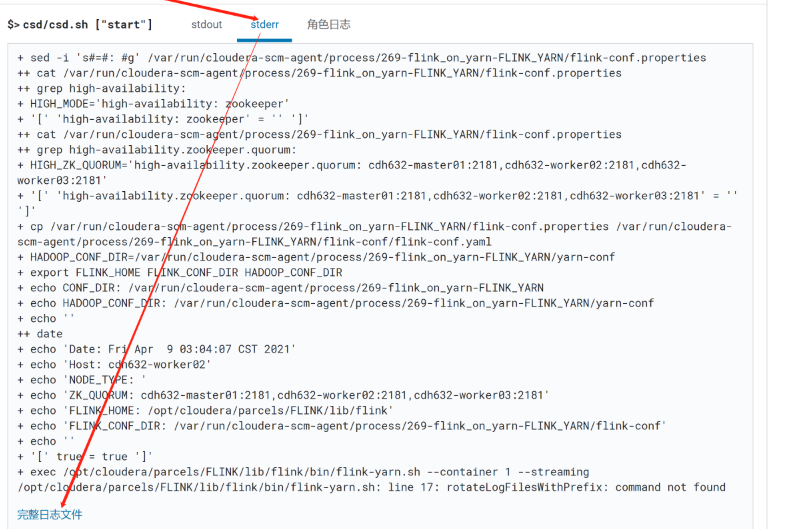 $> csd/csd.sh ["start"] stdout stderr 角色日志
+ sed -i 's#=#: #g' /var/run/cloudera-scm-agent/process/269-flink_on_yarn-FLINK_YARN/flink-conf.properties
++ cat /var/run/cloudera-scm-agent/process/269-flink_on_yarn-FLINK_YARN/flink-conf.properties
++ grep high-availability:
+ HIGH_MODE='high-availability: zookeeper'
+ '[' 'high-availability: zookeeper' = '' ']'
++ cat /var/run/cloudera-scm-agent/process/269-flink_on_yarn-FLINK_YARN/flink-conf.properties
++ grep high-availability.zookeeper.quorum:
+ HIGH_ZK_QUORUM='high-availability.zookeeper.quorum: cdh632-master01:2181,cdh632-worker02:2181,cdh632-
worker03:2181'
+ '[' 'high-availability.zookeeper.quorum: cdh632-master01:2181,cdh632-worker02:2181,cdh632-worker03:2181' = ''
']'
+ cp /var/run/cloudera-scm-agent/process/269-flink_on_yarn-FLINK_YARN/flink-conf.properties /var/run/cloudera-
scm-agent/process/269-flink_on_yarn-FLINK_YARN/flink-conf/flink-conf.yaml
+ HADOOP_CONF_DIR=/var/run/cloudera-scm-agent/process/269-flink_on_yarn-FLINK_YARN/yarn-conf
+ export FLINK_HOME FLINK_CONF_DIR HADOOP_CONF_DIR
+ echo CONF_DIR: /var/run/cloudera-scm-agent/process/269-flink_on_yarn-FLINK_YARN
+ echo HADOOP_CONF_DIR: /var/run/cloudera-scm-agent/process/269-flink_on_yarn-FLINK_YARN/yarn-conf
+ echo ''
++ date
+ echo 'Date: Fri Apr  9 03:04:07 CST 2021'
+ echo 'Host: cdh632-worker02'
+ echo 'NODE_TYPE: '
+ echo 'ZK_QUORUM: cdh632-master01:2181,cdh632-worker02:2181,cdh632-worker03:2181'
+ echo 'FLINK_HOME: /opt/cloudera/parcels/FLINK/lib/flink'
+ echo 'FLINK_CONF_DIR: /var/run/cloudera-scm-agent/process/269-flink_on_yarn-FLINK_YARN/flink-conf'
+ echo ''
+ '[' true = true ']'
+ exec /opt/cloudera/parcels/FLINK/lib/flink/bin/flink-yarn.sh --container 1 --streaming
/opt/cloudera/parcels/FLINK/lib/flink/bin/flink-yarn.sh: line 17: rotateLogFilesWithPrefix: command not found
完整日志文件